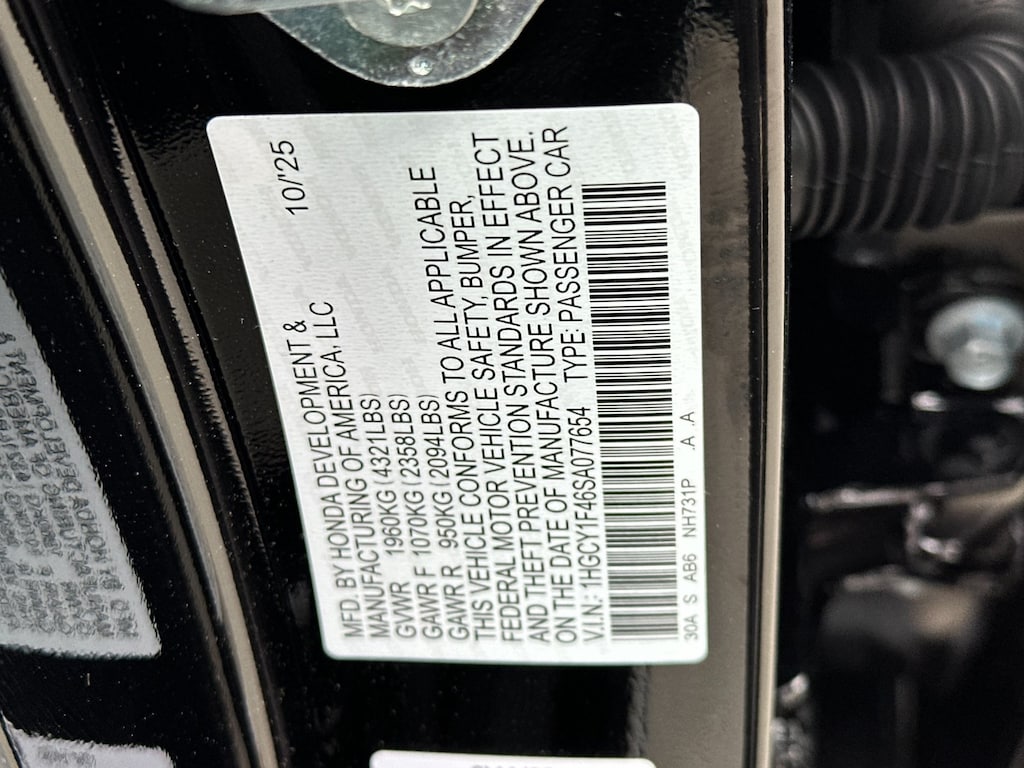 MFD. BY HONDA DEVELOPMENT & 10/'25
MANUFACTURING OF AMERICA, LLC
GVWR 1960KG (4321LBS)
GAWR F 1070KG (2358LBS)
GAWR R 950KG (2094LBS)
THIS VEHICLE CONFORMS TO ALL APPLICABLE
FEDERAL MOTOR VEHICLE SAFETY, BUMPER,
AND THEFT PREVENTION STANDARDS IN EFFECT
ON THE DATE OF MANUFACTURE SHOWN ABOVE.
V.I.N.: 1HGCY1F46SA077654 TYPE: PASSENGER CAR
30A S AB6 NH731P .A .A